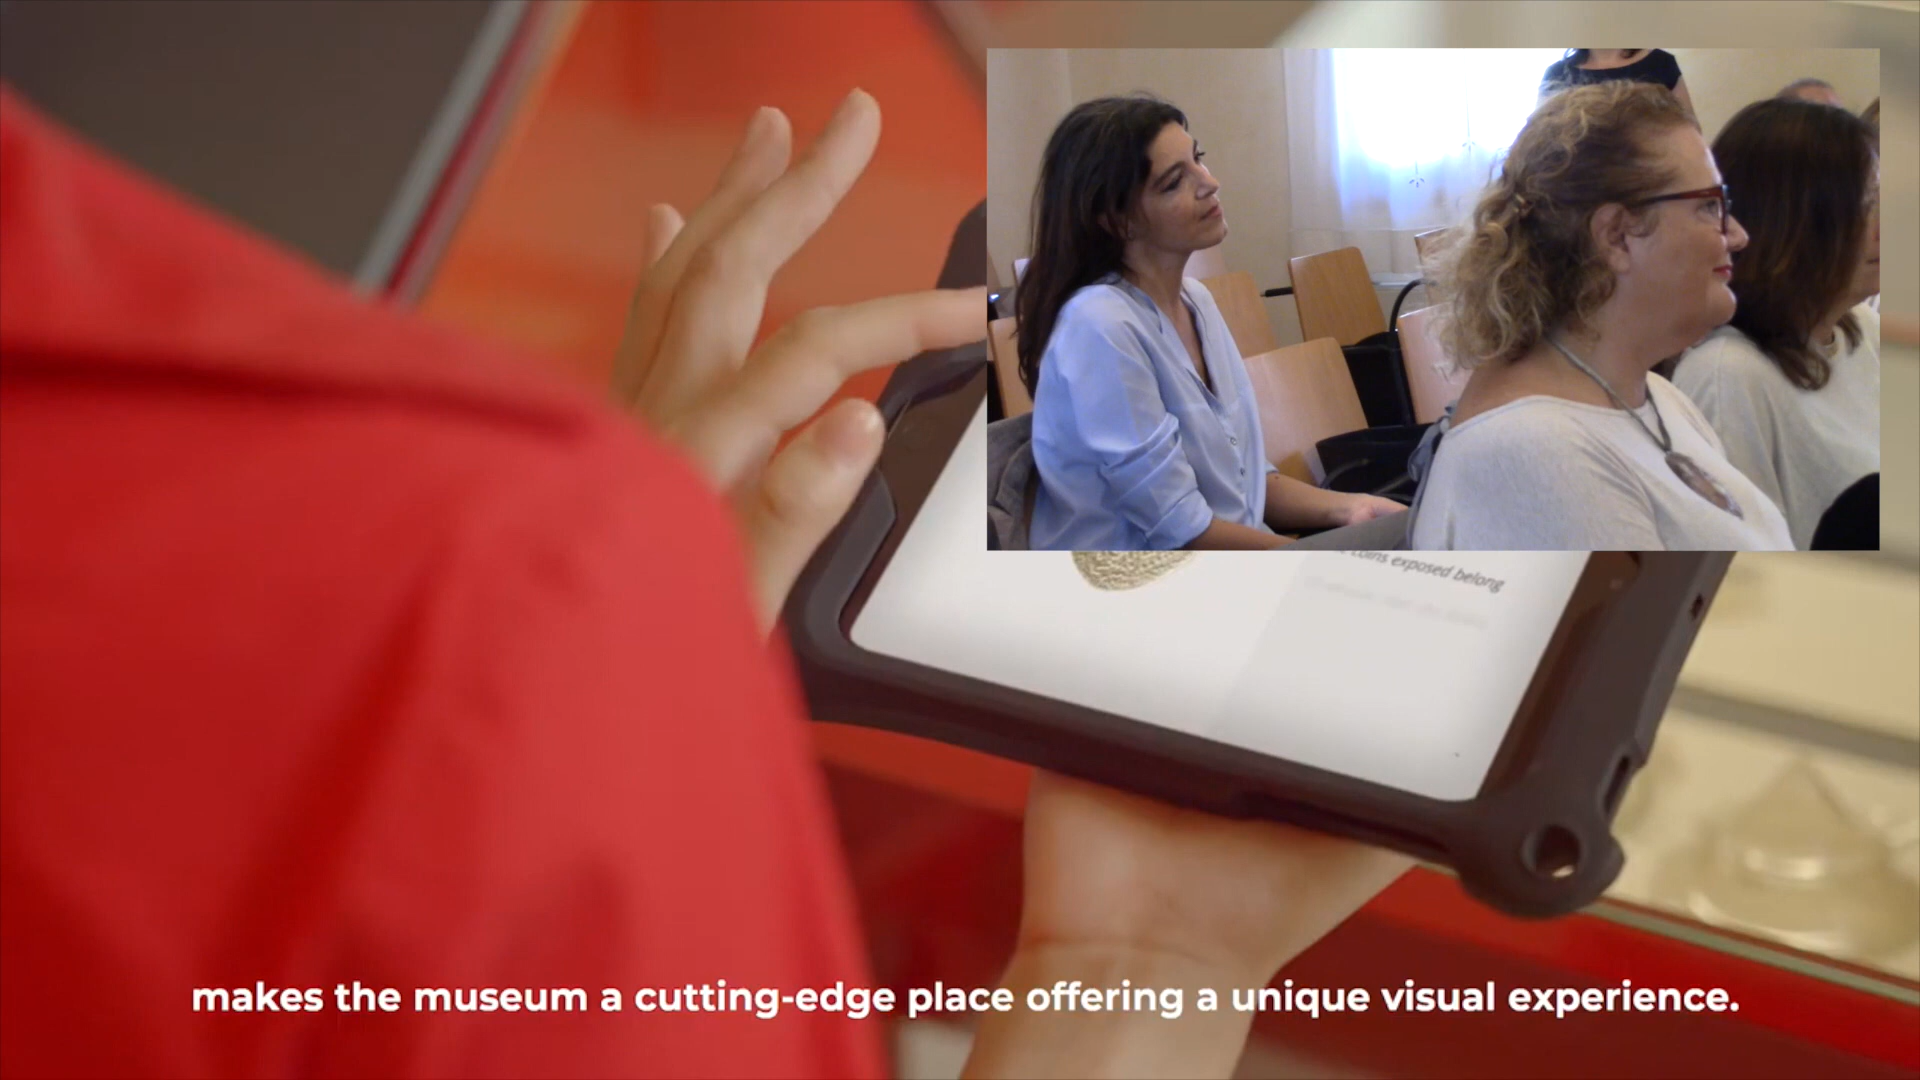 coins exposed belong
makes the museum a cutting-edge place offering a unique visual experience.